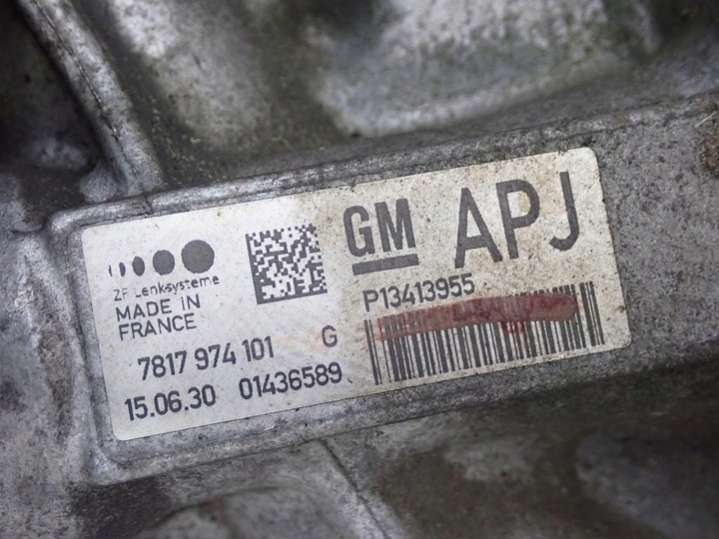 ZF Lenksysteme
MADE IN
FRANCE
7817 974 101 G
15.06.30 01436589
GM APJ
P13413955